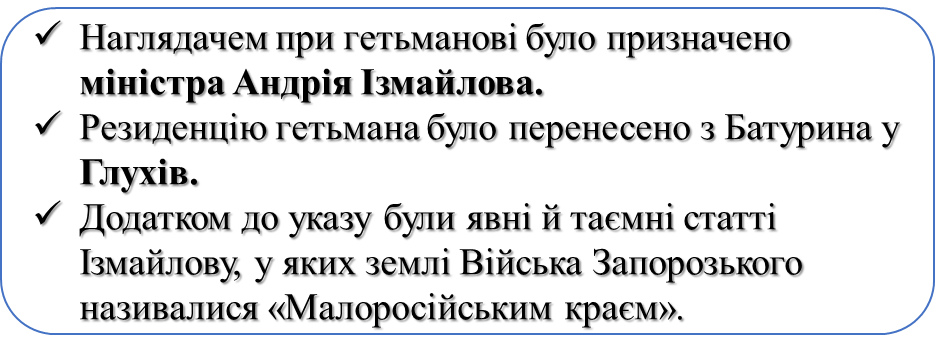 ✓ Наглядачем при гетьманові було призначено
міністра Андрія Ізмайлова.
✓ Резиденцію гетьмана було перенесено з Батурина у
Глухів.
✓ Додатком до указу були явні й таємні статті
Ізмайлову, у яких землі Війська Запорозького
називалися «Малоросійським краєм».